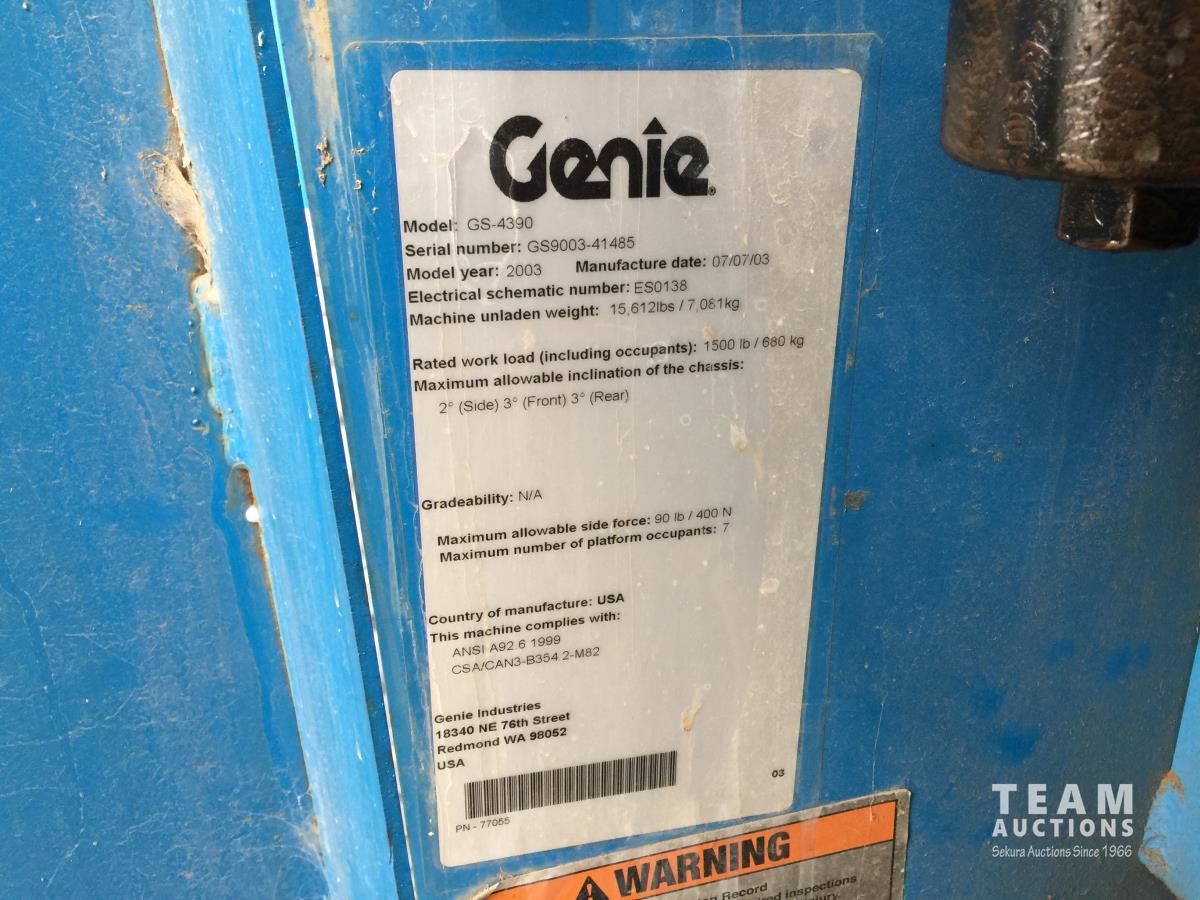 Genie®
Model: GS-4390
Serial number: GS9003-41485
Model year: 2003 Manufacture date: 07/07/03
Electrical schematic number: ES0138
Machine unladen weight: 15,612lbs / 7,081kg
Rated work load (including occupants): 1500 lb / 680 kg
Maximum allowable inclination of the chassis:
2° (Side) 3° (Front) 3° (Rear)
Gradeability: N/A
Maximum allowable side force: 90 lb / 400 N
Maximum number of platform occupants: 7
Country of manufacture: USA
This machine complies with:
ANSI A92.6 1999
CSA/CAN3-B354.2-M82
Genie Industries
18340 NE 76th Street
Redmond WA 98052
USA
03
PN - 77055
WARNING
Record
inspections
TEAM
AUCTIONS
Sekura Auctions Since 1966